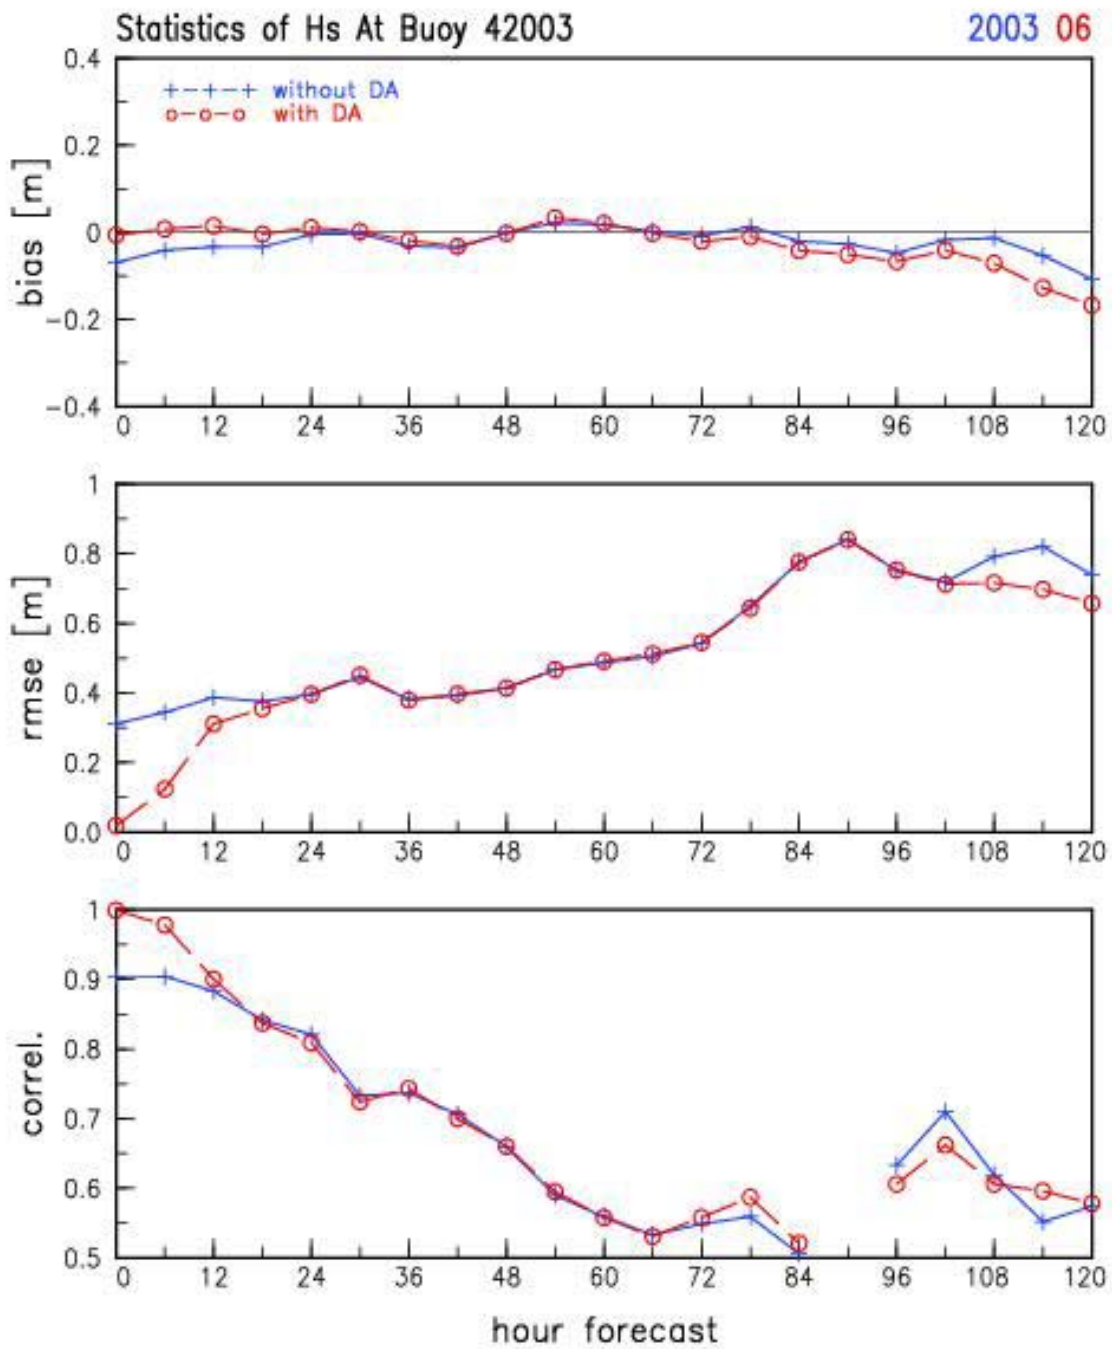 Statistics of Hs At Buoy 42003 2003 06
without DA
with DA
bias [m]
0.4
0.2
0
-0.2
-0.4
0 12 24 36 48 60 72 84 96 108 120
rmse [m]
1
0.8
0.6
0.4
0.2
0.0
0 12 24 36 48 60 72 84 96 108 120
correl.
1
0.9
0.8
0.7
0.6
0.5
0 12 24 36 48 60 72 84 96 108 120
hour forecast